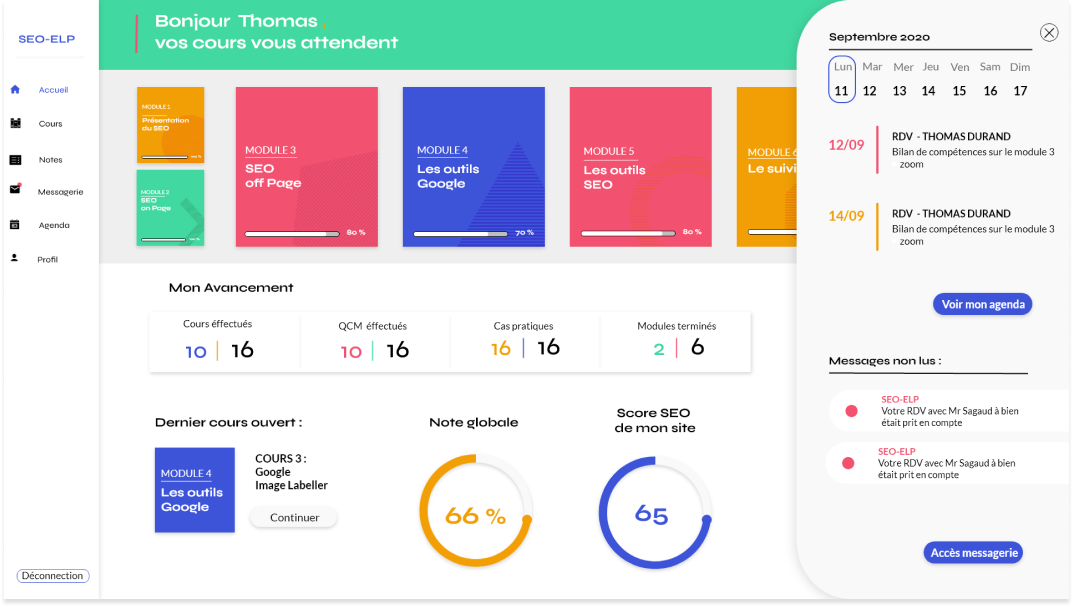 SEO-ELP
Accueil
Cours
Notes
Messagerie
Agenda
Profil
Déconnection
Bonjour Thomas,
vos cours vous attendent
MODULE 1
Présentation
du SEO
MODULE 2
SEO
on Page
MODULE 3
SEO
off Page
80 %
MODULE 4
Les outils
Google
70 %
MODULE 5
Les outils
SEO
80 %
MODULE 6
Le suivi
Mon Avancement
Cours éffectués
10 | 16
QCM éffectués
10 | 16
Cas pratiques
16 | 16
Modules terminés
2 | 6
Dernier cours ouvert :
MODULE 4
Les outils
Google
COURS 3 :
Google
Image Labeller
Continuer
Note globale
66 %
Score SEO
de mon site
65
Septembre 2020
Lun Mar Mer Jeu Ven Sam Dim
11 12 13 14 15 16 17
12/09
RDV - THOMAS DURAND
Bilan de compétences sur le module 3
zoom
14/09
RDV - THOMAS DURAND
Bilan de compétences sur le module 3
zoom
Voir mon agenda
Messages non lus :
SEO-ELP
Votre RDV avec Mr Sagaud à bien
était prit en compte
SEO-ELP
Votre RDV avec Mr Sagaud à bien
était prit en compte
Accès messagerie